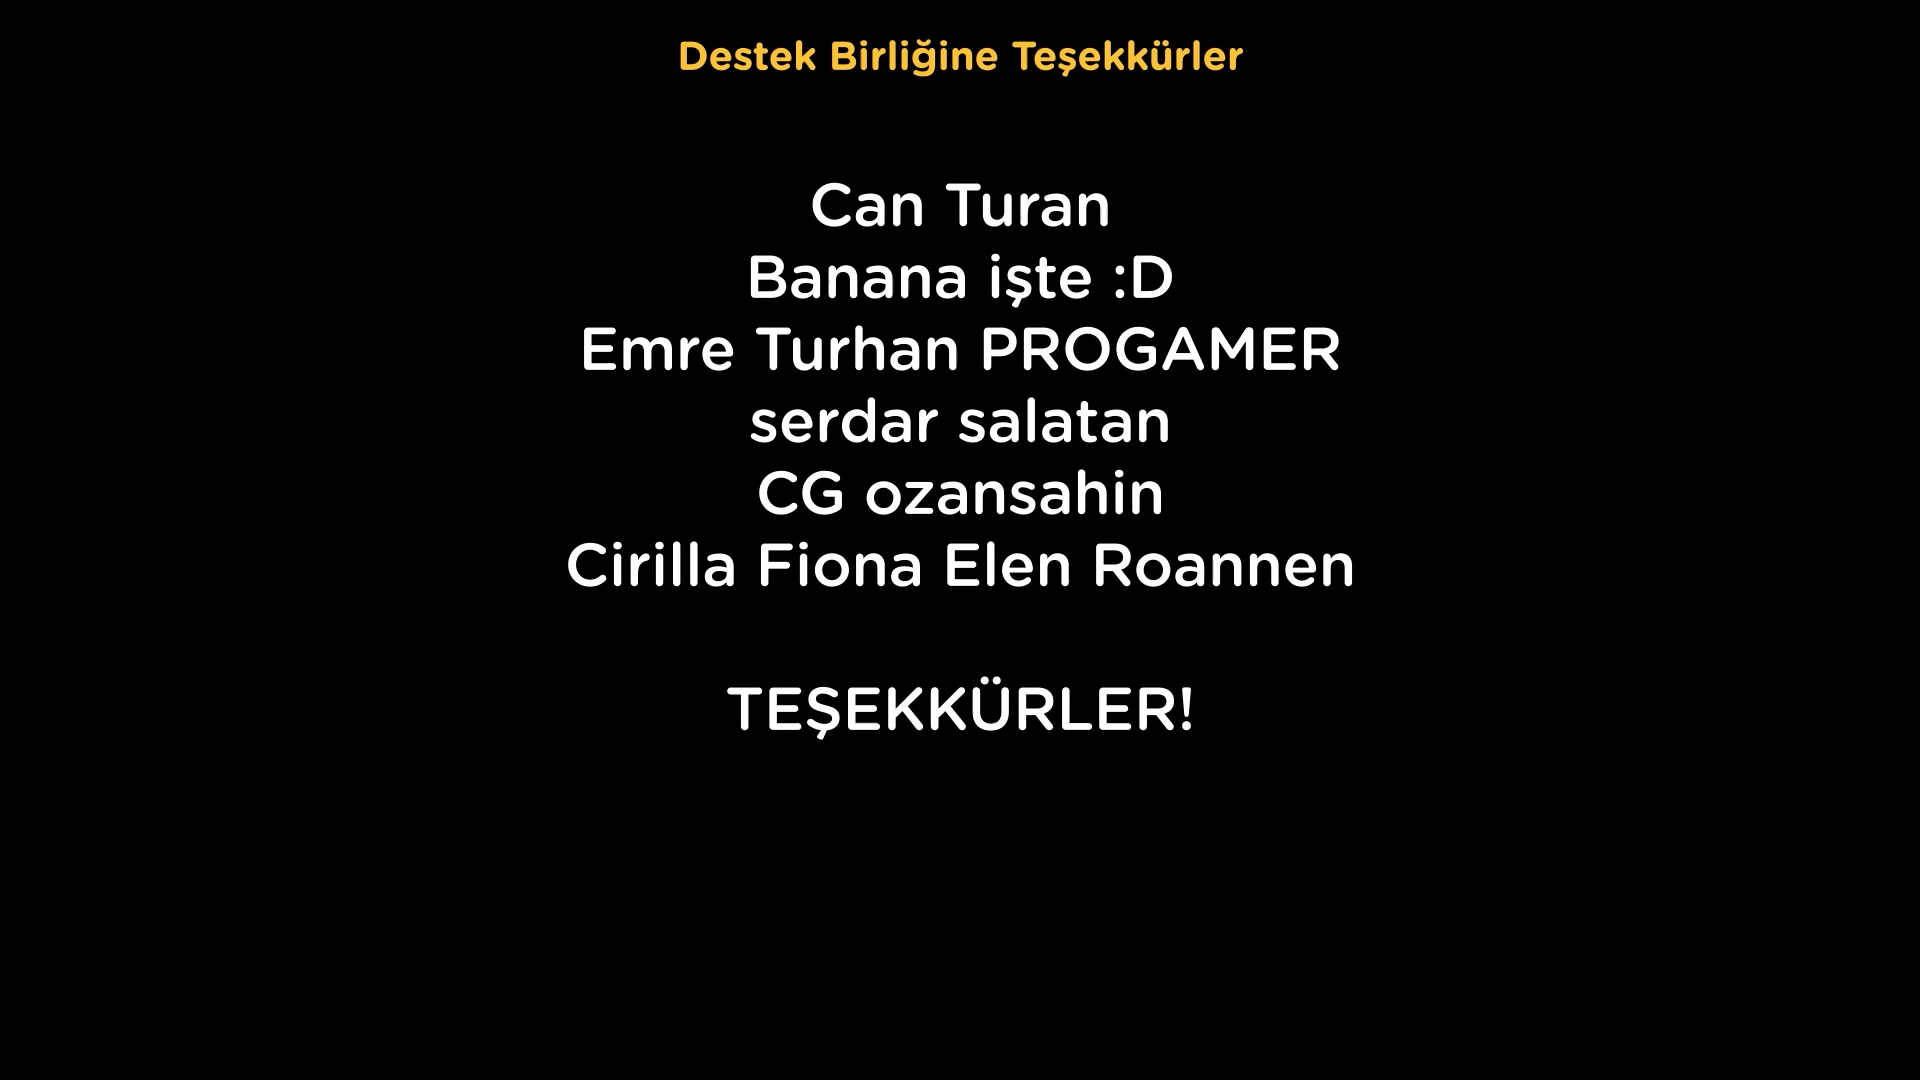 Destek Birliğine Teşekkürler
Can Turan
Banana işte :D
Emre Turhan PROGAMER
serdar salatan
CG ozansahin
Cirilla Fiona Elen Roannen
TEŞEKKÜRLER!